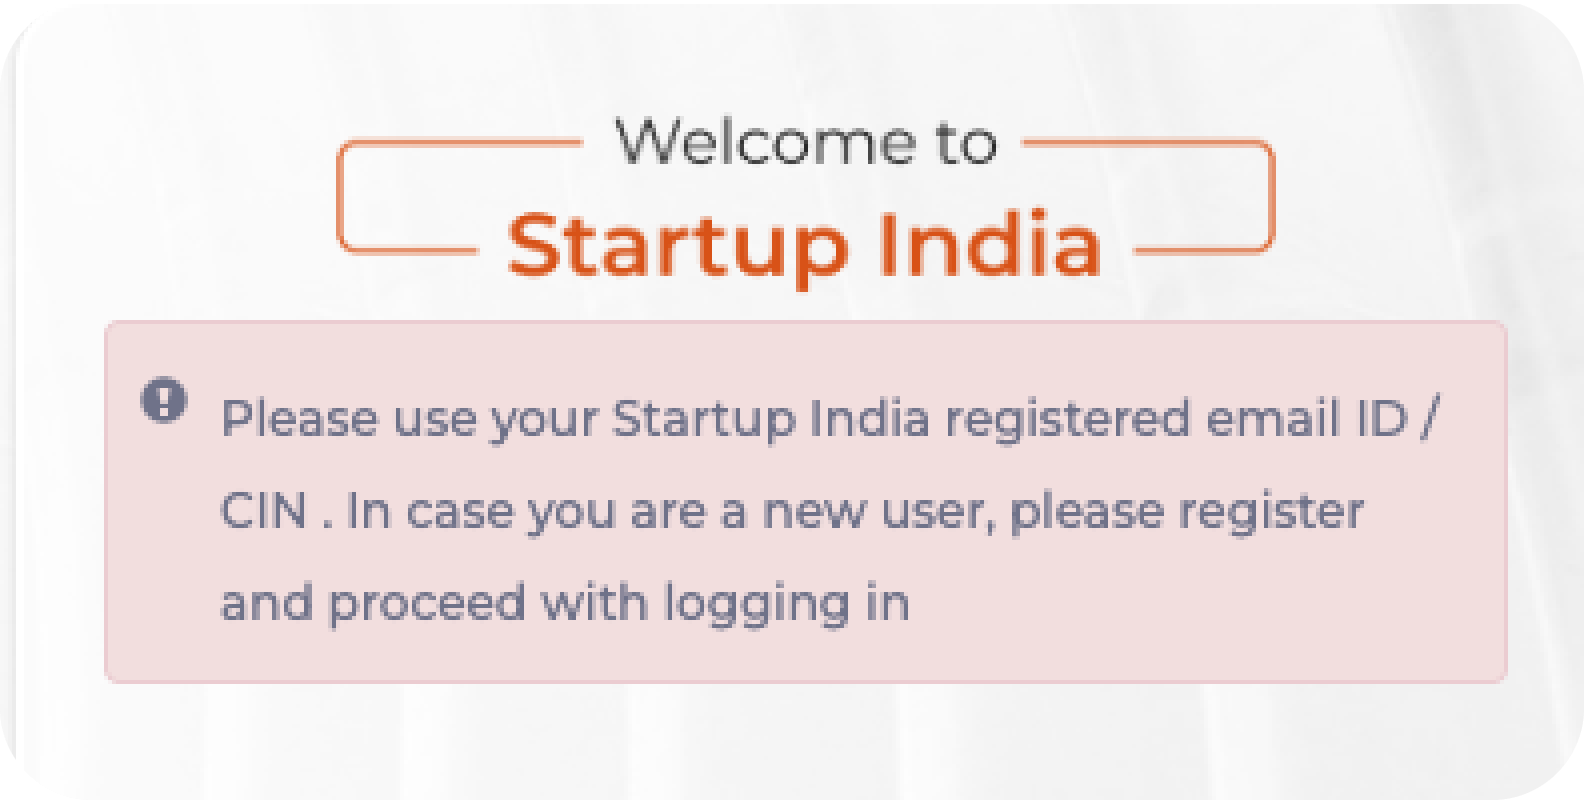 Welcome to
Startup India
Please use your Startup India registered email ID /
CIN . In case you are a new user, please register
and proceed with logging in